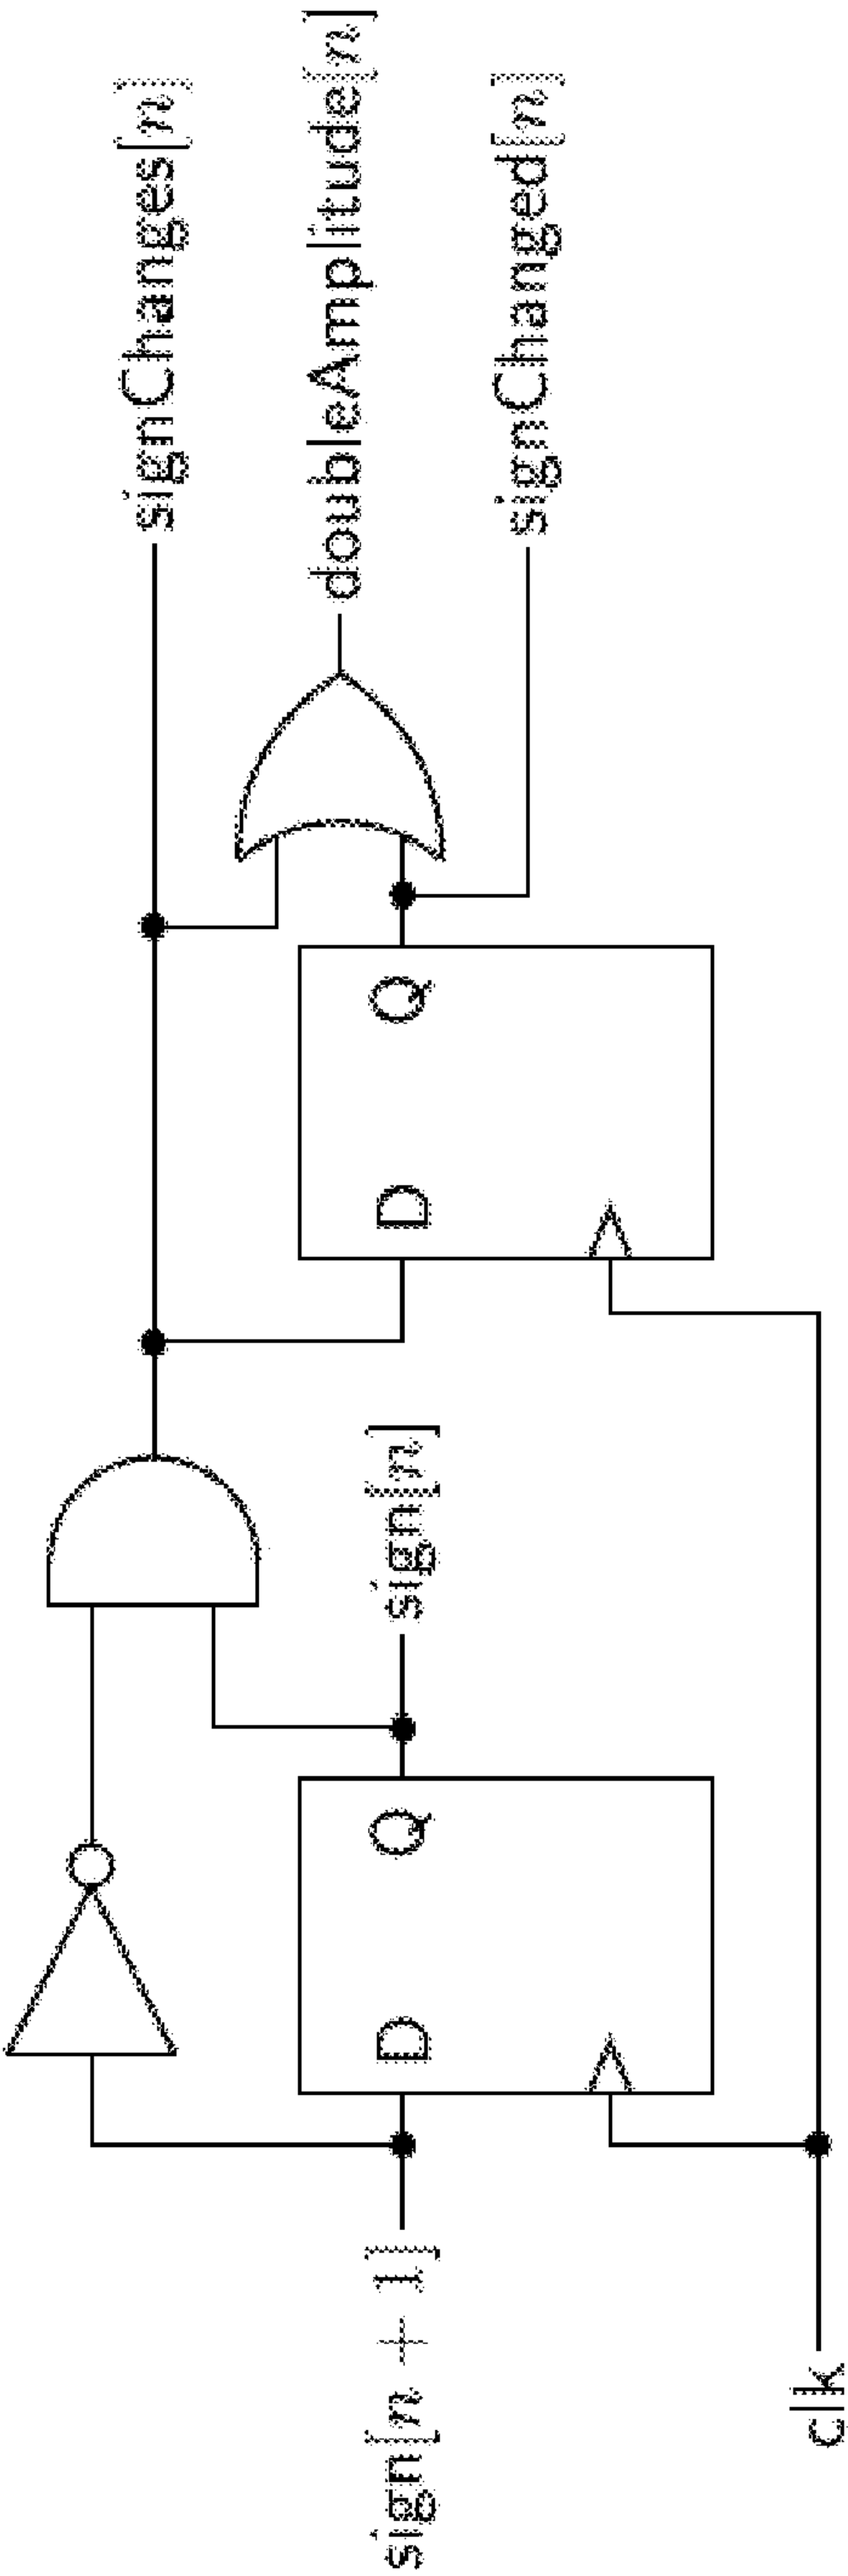 signChanges[n]
doubleAmplitude[n]
signChanged[n]
sign[n]
Q
D
Q
D
sign[n + 1]
clk